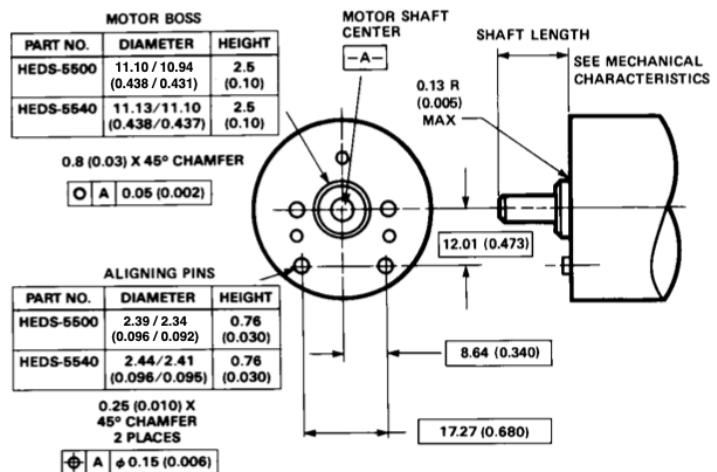 MOTOR BOSS
PART NO. DIAMETER HEIGHT
HEDS-5500 11.10 / 10.94 2.5
(0.438 / 0.431) (0.10)
HEDS-5540 11.13/11.10 2.5
(0.438/0.437) (0.10)
0.8 (0.03) X 45° CHAMFER
O A 0.05 (0.002)
MOTOR SHAFT
CENTER
–A–
SHAFT LENGTH
SEE MECHANICAL
CHARACTERISTICS
0.13 R
(0.005)
MAX
12.01 (0.473)
8.64 (0.340)
17.27 (0.680)
ALIGNING PINS
PART NO. DIAMETER HEIGHT
HEDS-5500 2.39 / 2.34 0.76
(0.096 / 0.092) (0.030)
HEDS-5540 2.44/2.41 0.76
(0.096/0.095) (0.030)
0.25 (0.010) X
45° CHAMFER
2 PLACES
⌖ A ϕ 0.15 (0.006)